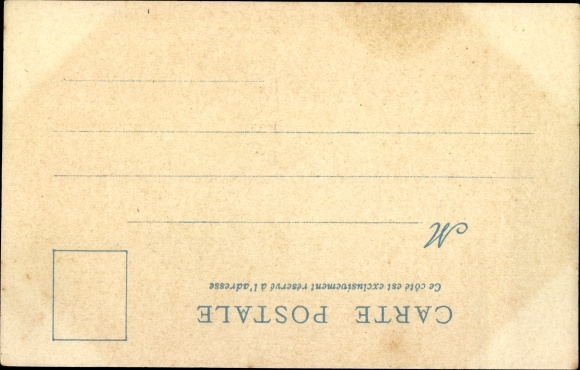 CARTE POSTALE
Ce côté est exclusivement réservé à l'adresse
M